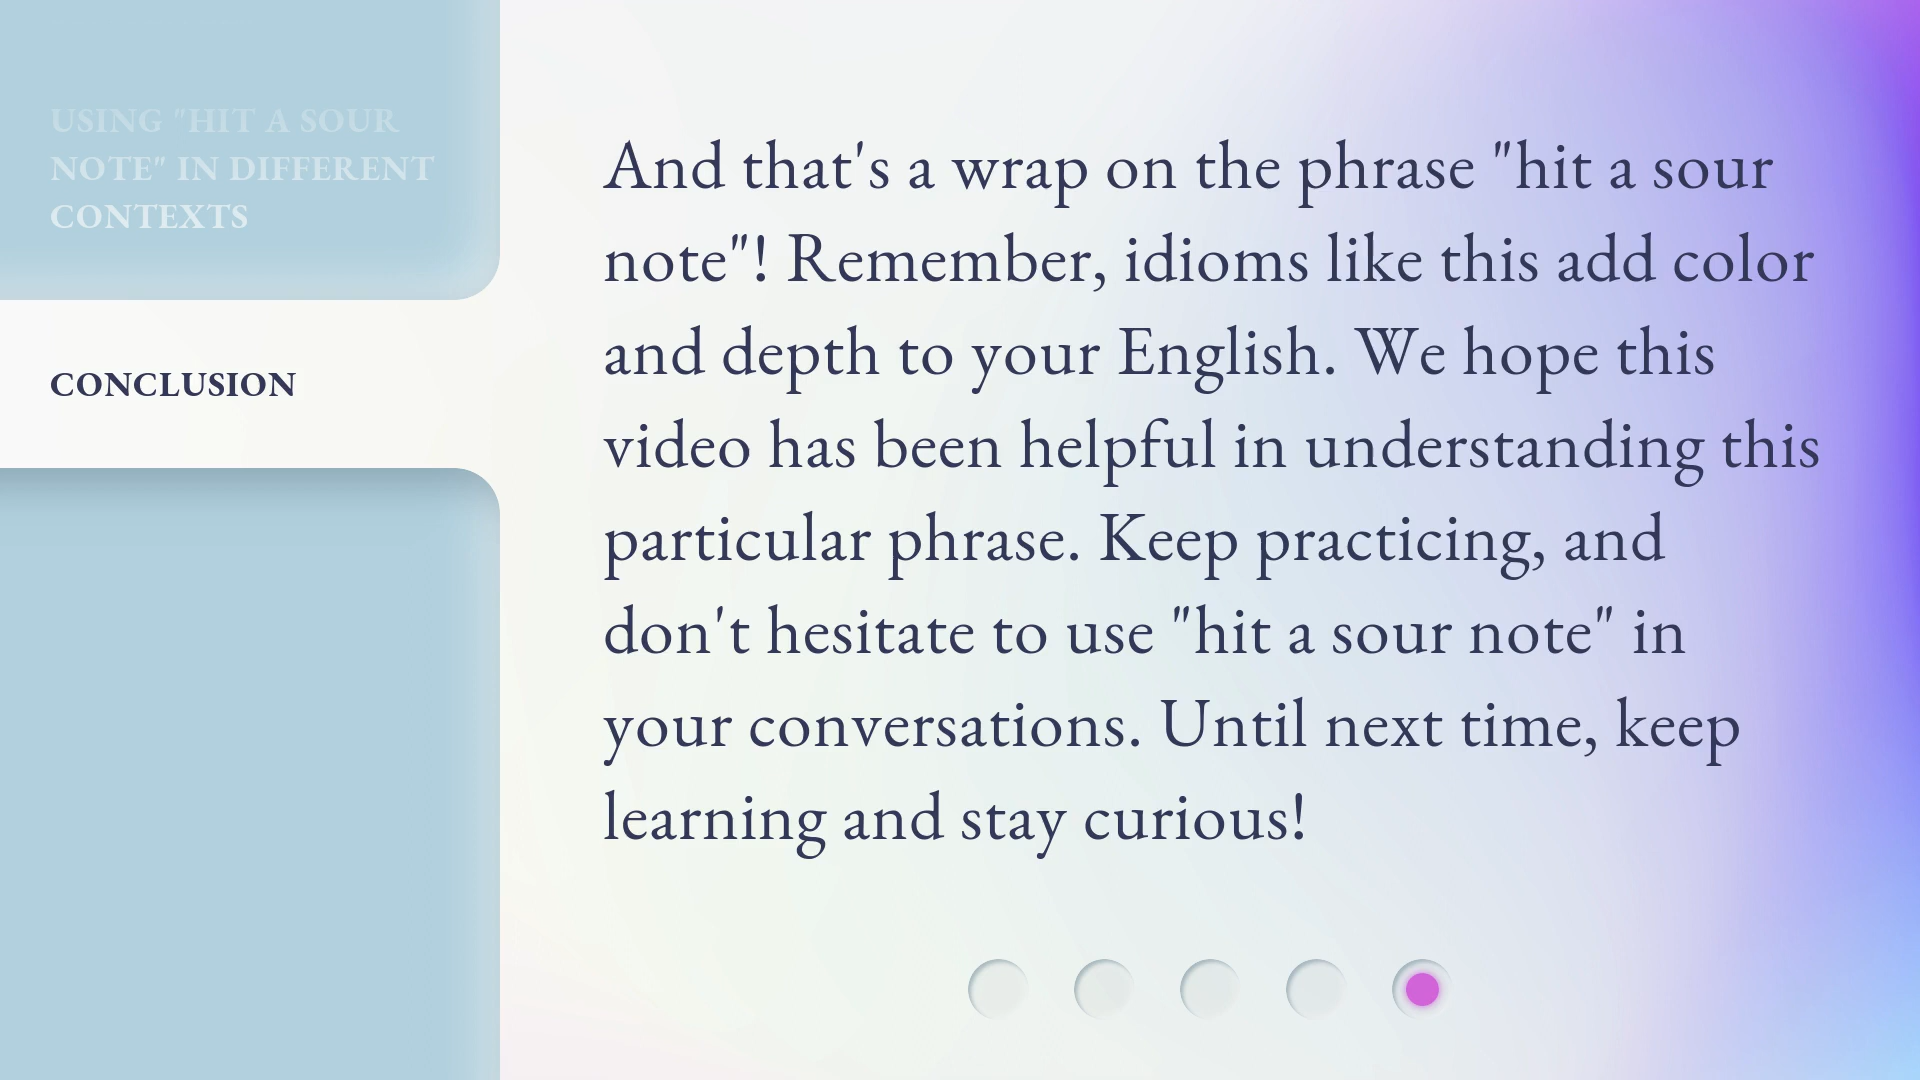 USING "HIT A SOUR
NOTE" IN DIFFERENT
CONTEXTS
CONCLUSION
And that's a wrap on the phrase "hit a sour
note"! Remember, idioms like this add color
and depth to your English. We hope this
video has been helpful in understanding this
particular phrase. Keep practicing, and
don't hesitate to use "hit a sour note" in
your conversations. Until next time, keep
learning and stay curious!